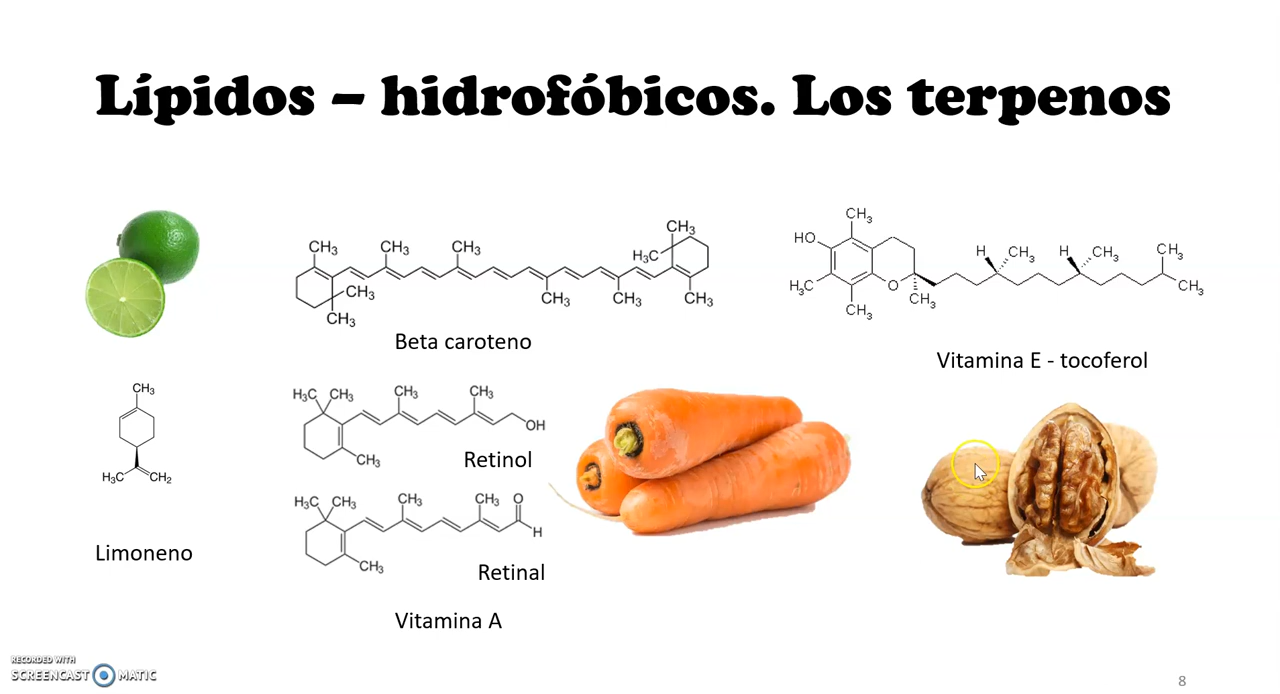 Lípidos – hidrofóbicos. Los terpenos
CH3
CH3
CH3
CH3
H3C
CH3
CH3
CH3
CH3
CH3
Beta caroteno
CH3
HO
H3C
CH3
O
CH3
H
CH3
H
CH3
CH3
CH3
Vitamina E - tocoferol
CH3
H3C
CH2
Limoneno
H3C
CH3
CH3
CH3
OH
CH3
Retinol
H3C
CH3
CH3
CH3
O
H
CH3
Retinal
Vitamina A
RECORDED WITH
SCREENCAST MATIC
8